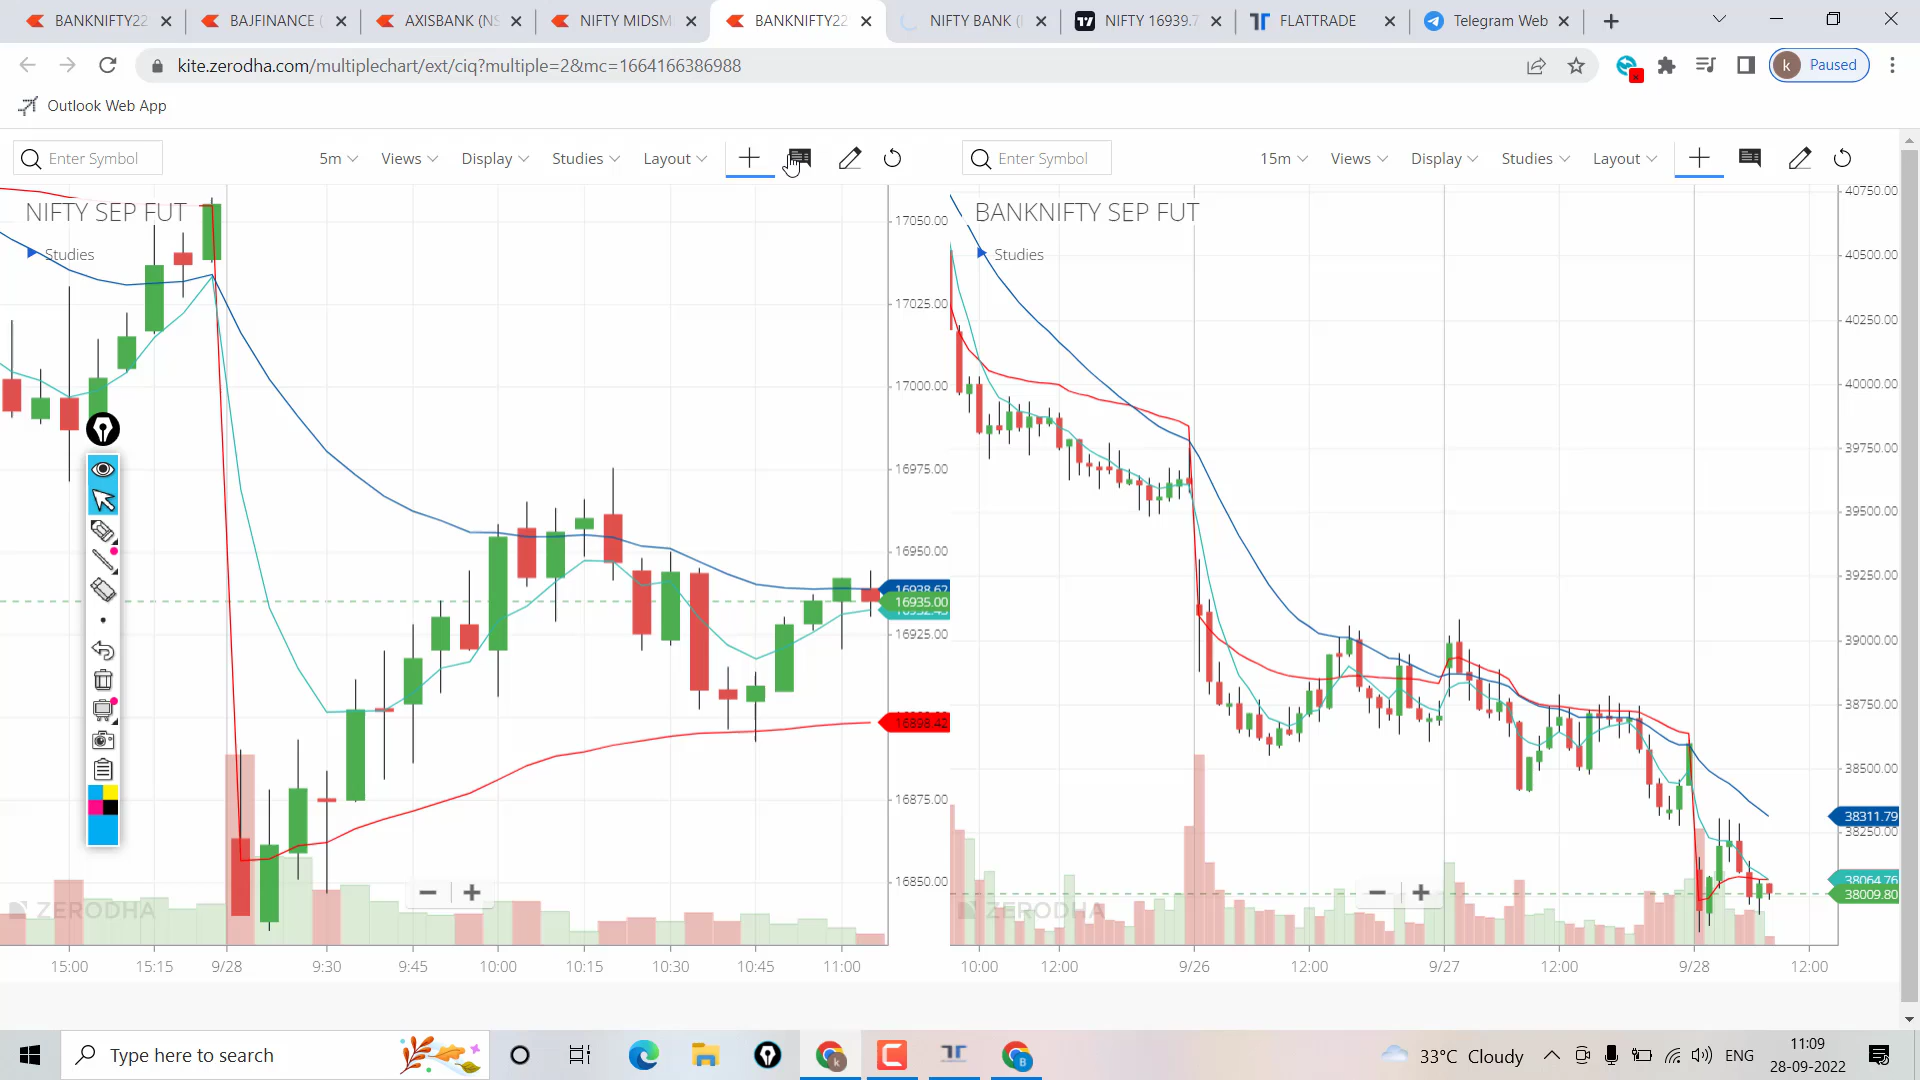 BANKNIFTY22
BAJFINANCE (
AXISBANK (NS
NIFTY MIDSM
BANKNIFTY22
NIFTY BANK (
NIFTY 16939.7
FLATTRADE
Telegram Web
kite.zerodha.com/multiplechart/ext/ciq?multiple=2&mc=1664166386988
k
Paused
Outlook Web App
Enter Symbol
5m
Views
Display
Studies
Layout
Enter Symbol
15m
Views
Display
Studies
Layout
NIFTY SEP FUT
Studies
17050.00
17025.00
17000.00
16975.00
16950.00
16938.62
16935.00
16925.00
16898.42
16875.00
16850.00
ZERODHA
15:00
15:15
9/28
9:30
9:45
10:00
10:15
10:30
10:45
11:00
BANKNIFTY SEP FUT
Studies
40750.00
40500.00
40250.00
40000.00
39750.00
39500.00
39250.00
39000.00
38750.00
38500.00
38311.79
38250.00
38064.76
38009.80
ZERODHA
10:00
12:00
9/26
12:00
9/27
12:00
9/28
12:00
Type here to search
33°C Cloudy
ENG
11:09
28-09-2022